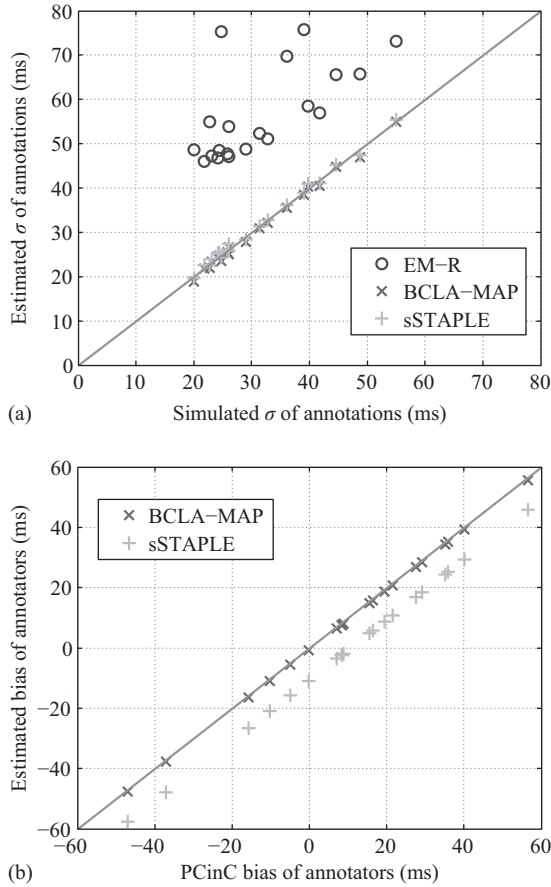 80
70
60
50
40
30
20
10
0
Estimated σ of annotations (ms)
EM−R
BCLA−MAP
sSTAPLE
0 10 20 30 40 50 60 70 80
(a) Simulated σ of annotations (ms)
60
40
20
0
−20
−40
−60
Estimated bias of annotators (ms)
BCLA−MAP
sSTAPLE
−60 −40 −20 0 20 40 60
(b) PCinC bias of annotators (ms)